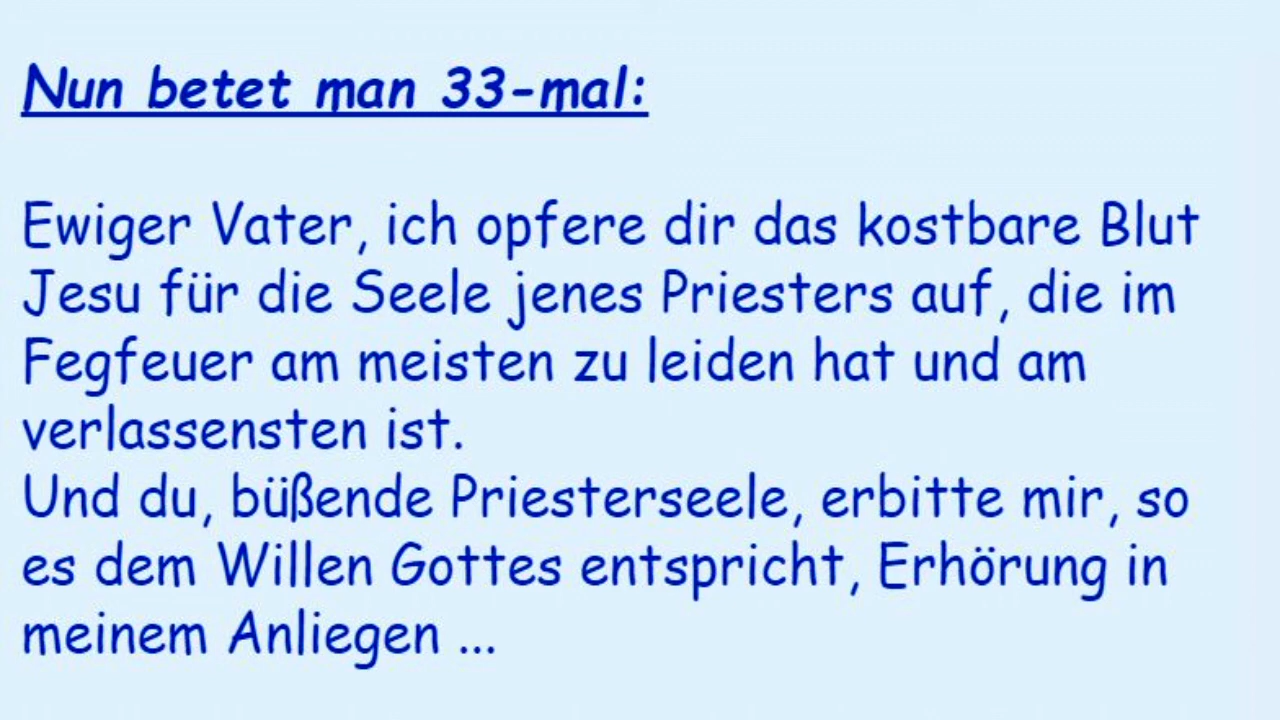 Nun betet man 33-mal:
Ewiger Vater, ich opfere dir das kostbare Blut
Jesu für die Seele jenes Priesters auf, die im
Fegfeuer am meisten zu leiden hat und am
verlassensten ist.
Und du, büßende Priesterseele, erbitte mir, so
es dem Willen Gottes entspricht, Erhörung in
meinem Anliegen ...